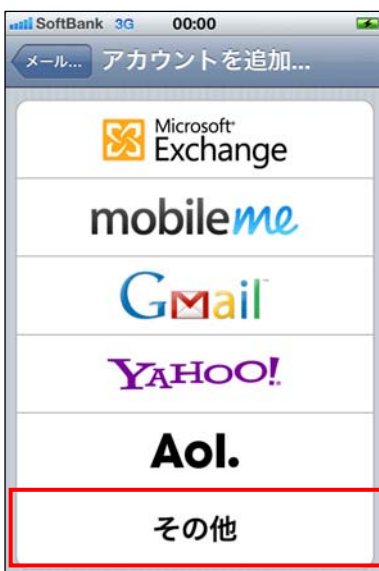 SoftBank 3G 00:00
メール... アカウントを追加...
Microsoft
Exchange
mobileme
Gmail
YAHOO!
Aol.
その他